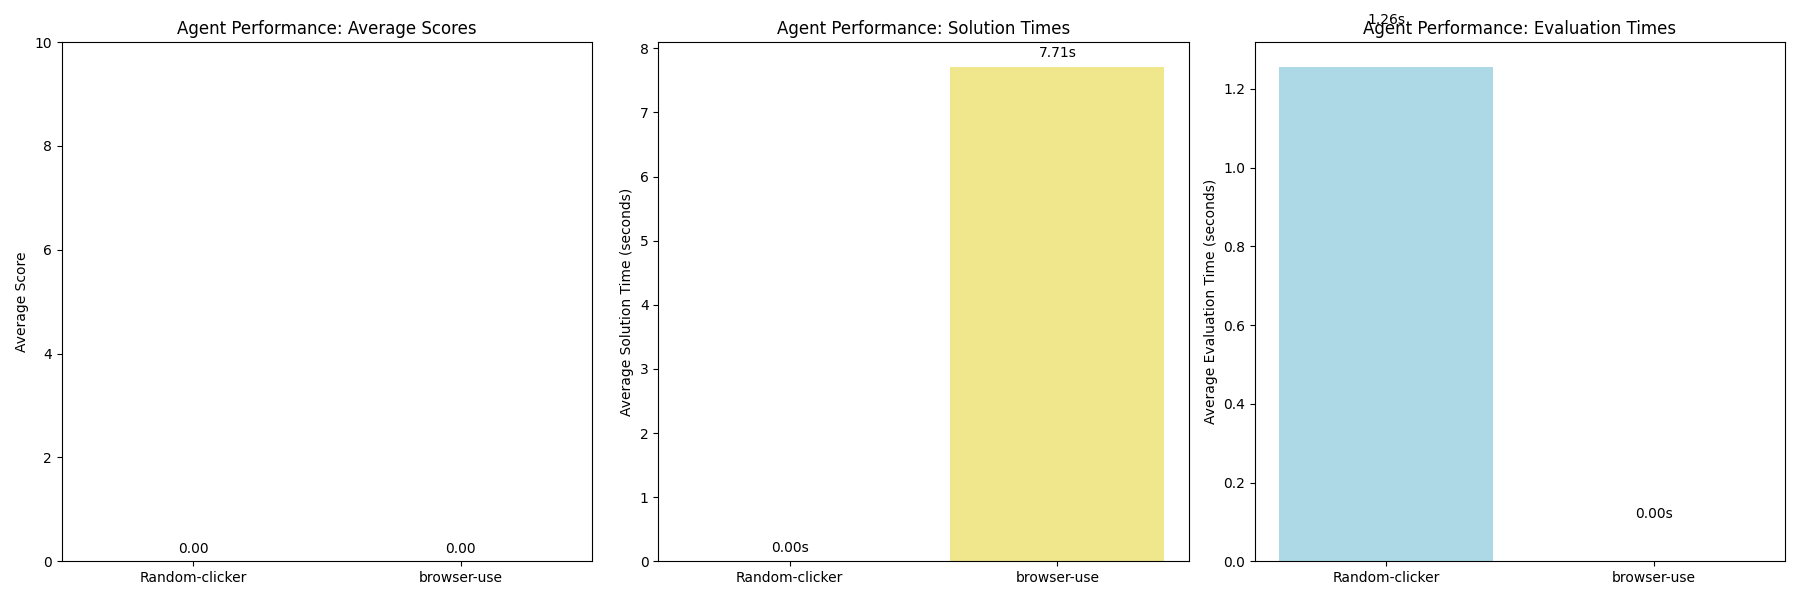 Agent Performance: Average Scores
Average Score
10
8
6
4
2
0
0.00
0.00
Random-clicker
browser-use
Agent Performance: Solution Times
Average Solution Time (seconds)
8
7
6
5
4
3
2
1
0
7.71s
0.00s
Random-clicker
browser-use
1.26s
Agent Performance: Evaluation Times
Average Evaluation Time (seconds)
1.2
1.0
0.8
0.6
0.4
0.2
0.0
0.00s
Random-clicker
browser-use